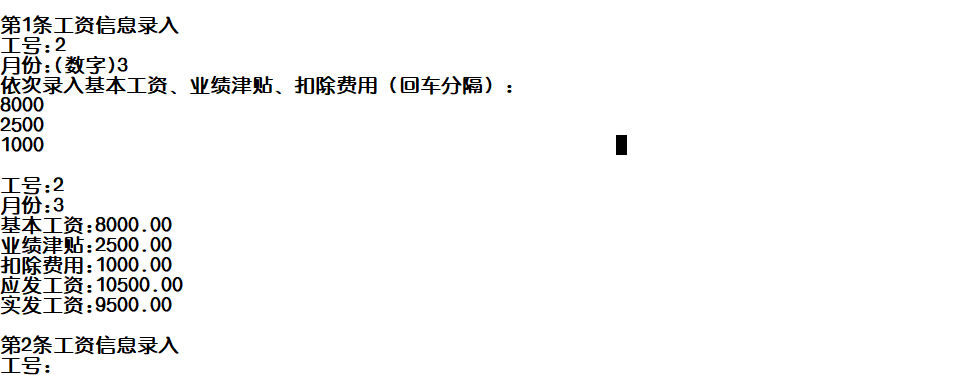 第1条工资信息录入
工号:2
月份:(数字)3
依次录入基本工资、业绩津贴、扣除费用（回车分隔）:
8000
2500
1000
工号:2
月份:3
基本工资:8000.00
业绩津贴:2500.00
扣除费用:1000.00
应发工资:10500.00
实发工资:9500.00
第2条工资信息录入
工号: